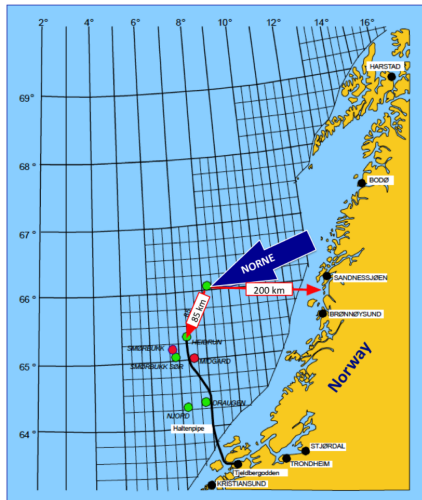 2° 4° 6° 8° 10° 12° 14° 16°
HARSTAD
69°
68°
BODØ
67°
NORNE
SANDNESSJØEN
200 km
66°
85 km
BRØNNØYSUND
HEIDRUN
SMØRBUKK
MIDGARD
65°
SMØRBUKK SØR
Norway
DRAUGEN
NJORD
Haltenpipe
64°
STJØRDAL
TRONDHEIM
Tjeldbergodden
KRISTIANSUND